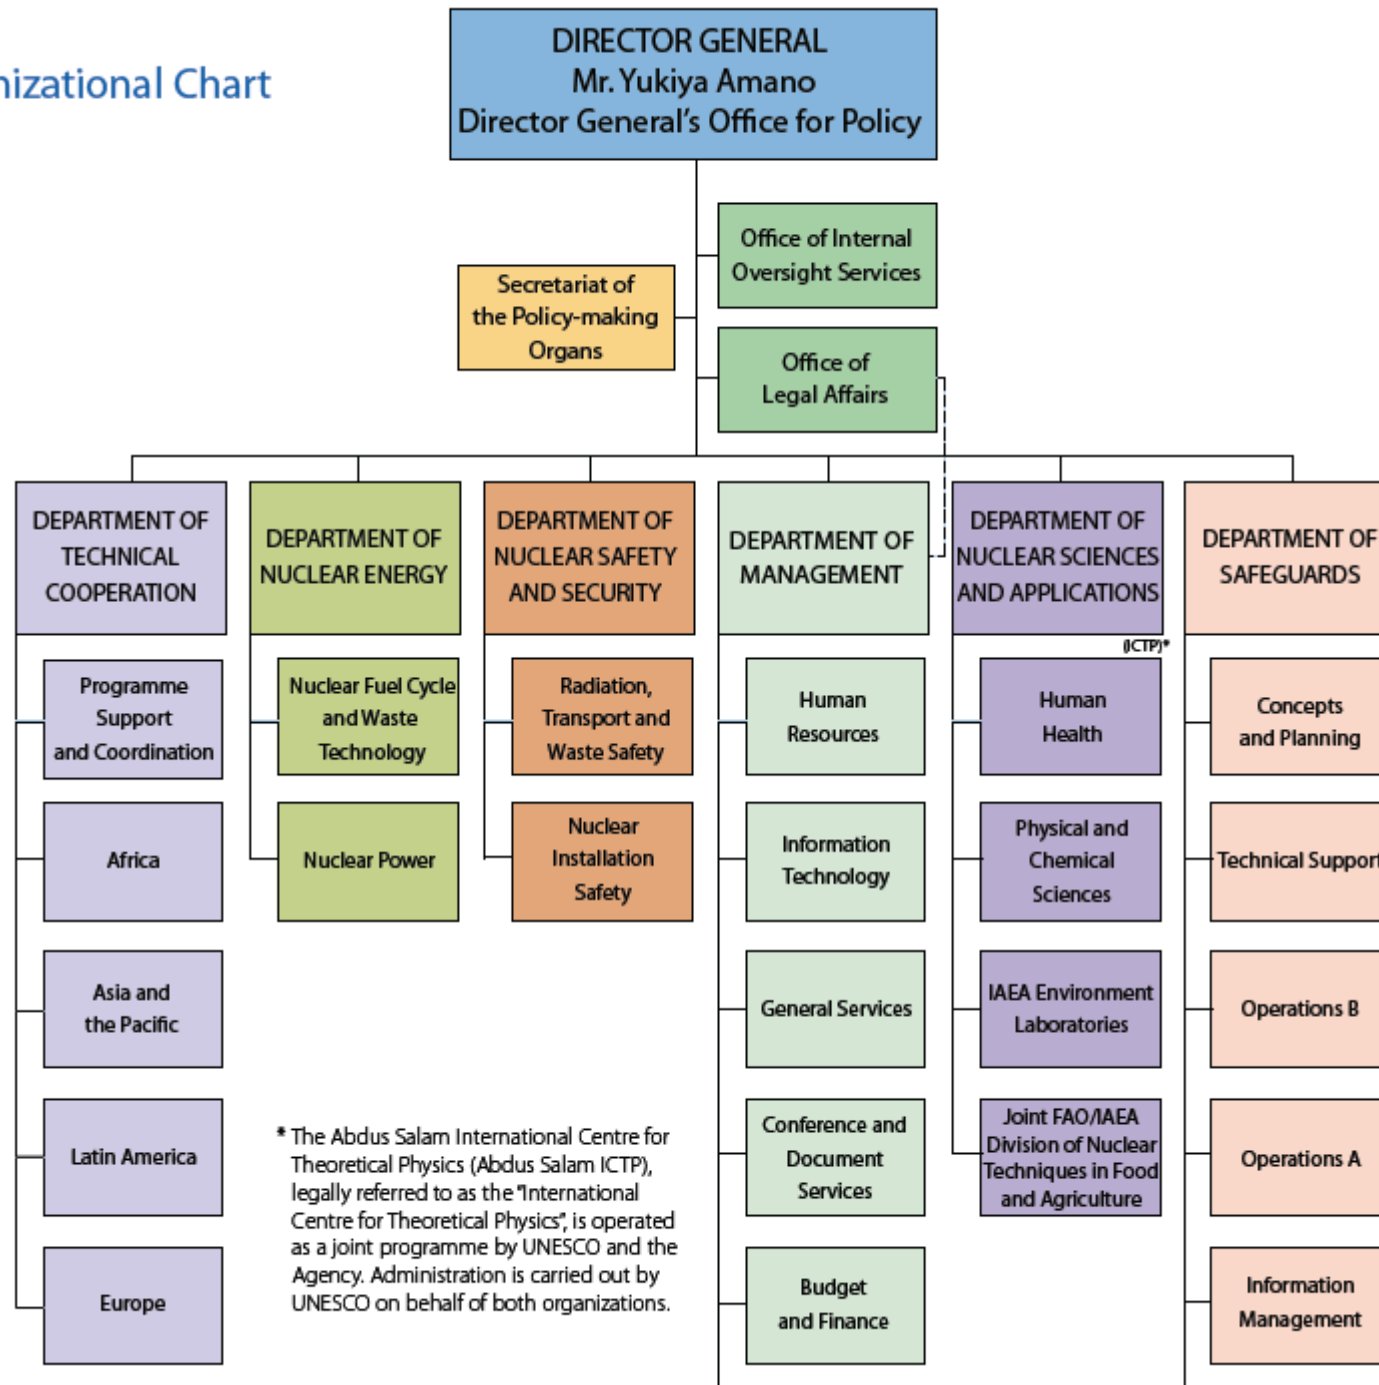 nizational Chart
DIRECTOR GENERAL
Mr. Yukiya Amano
Director General's Office for Policy
Office of Internal
Oversight Services
Secretariat of
the Policy-making
Organs
Office of
Legal Affairs
DEPARTMENT OF
TECHNICAL
COOPERATION
DEPARTMENT OF
NUCLEAR ENERGY
DEPARTMENT OF
NUCLEAR SAFETY
AND SECURITY
DEPARTMENT OF
MANAGEMENT
DEPARTMENT OF
NUCLEAR SCIENCES
AND APPLICATIONS
DEPARTMENT OF
SAFEGUARDS
(ICTP)*
Programme
Support
and Coordination
Nuclear Fuel Cycle
and Waste
Technology
Radiation,
Transport and
Waste Safety
Human
Resources
Human
Health
Concepts
and Planning
Africa
Nuclear Power
Nuclear
Installation
Safety
Information
Technology
Physical and
Chemical
Sciences
Technical Support
Asia and
the Pacific
General Services
IAEA Environment
Laboratories
Operations B
Latin America
* The Abdus Salam International Centre for
Theoretical Physics (Abdus Salam ICTP),
legally referred to as the "International
Centre for Theoretical Physics", is operated
as a joint programme by UNESCO and the
Agency. Administration is carried out by
UNESCO on behalf of both organizations.
Conference and
Document
Services
Joint FAO/IAEA
Division of Nuclear
Techniques in Food
and Agriculture
Operations A
Europe
Budget
and Finance
Information
Management